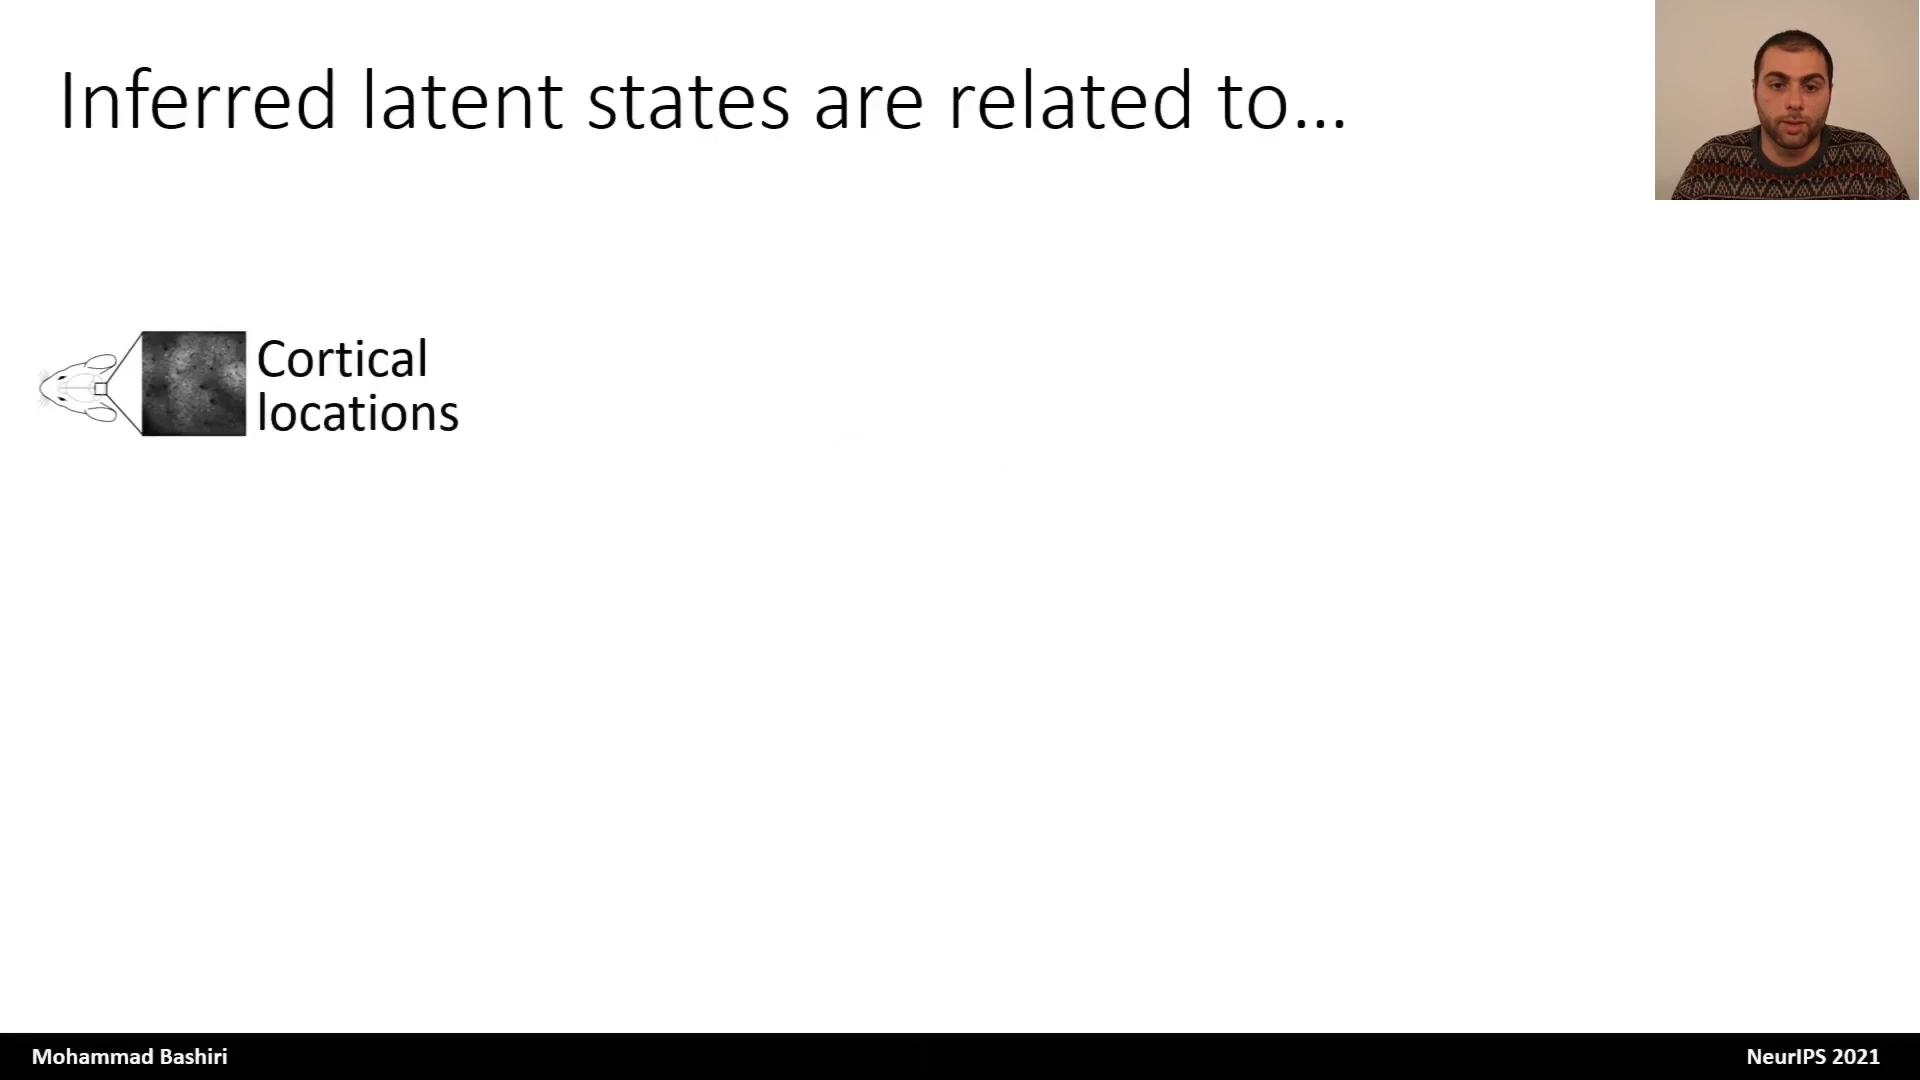 Inferred latent states are related to...
Cortical
locations
Mohammad Bashiri
NeurIPS 2021